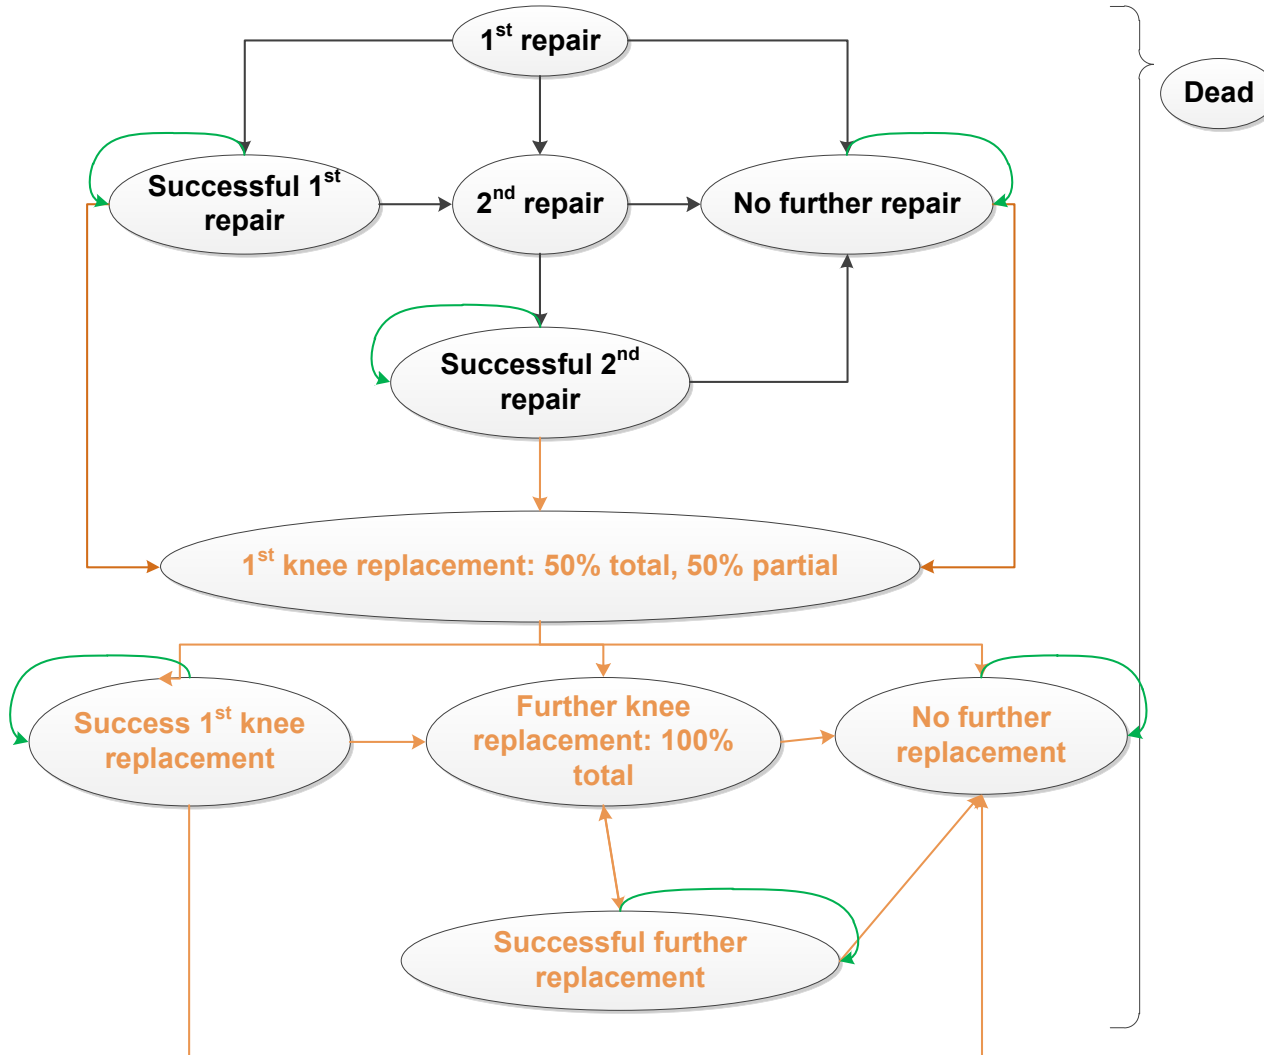 1st repair
Dead
Successful 1st
repair
2nd repair
No further repair
Successful 2nd
repair
1st knee replacement: 50% total, 50% partial
Success 1st knee
replacement
Further knee
replacement: 100%
total
No further
replacement
Successful further
replacement